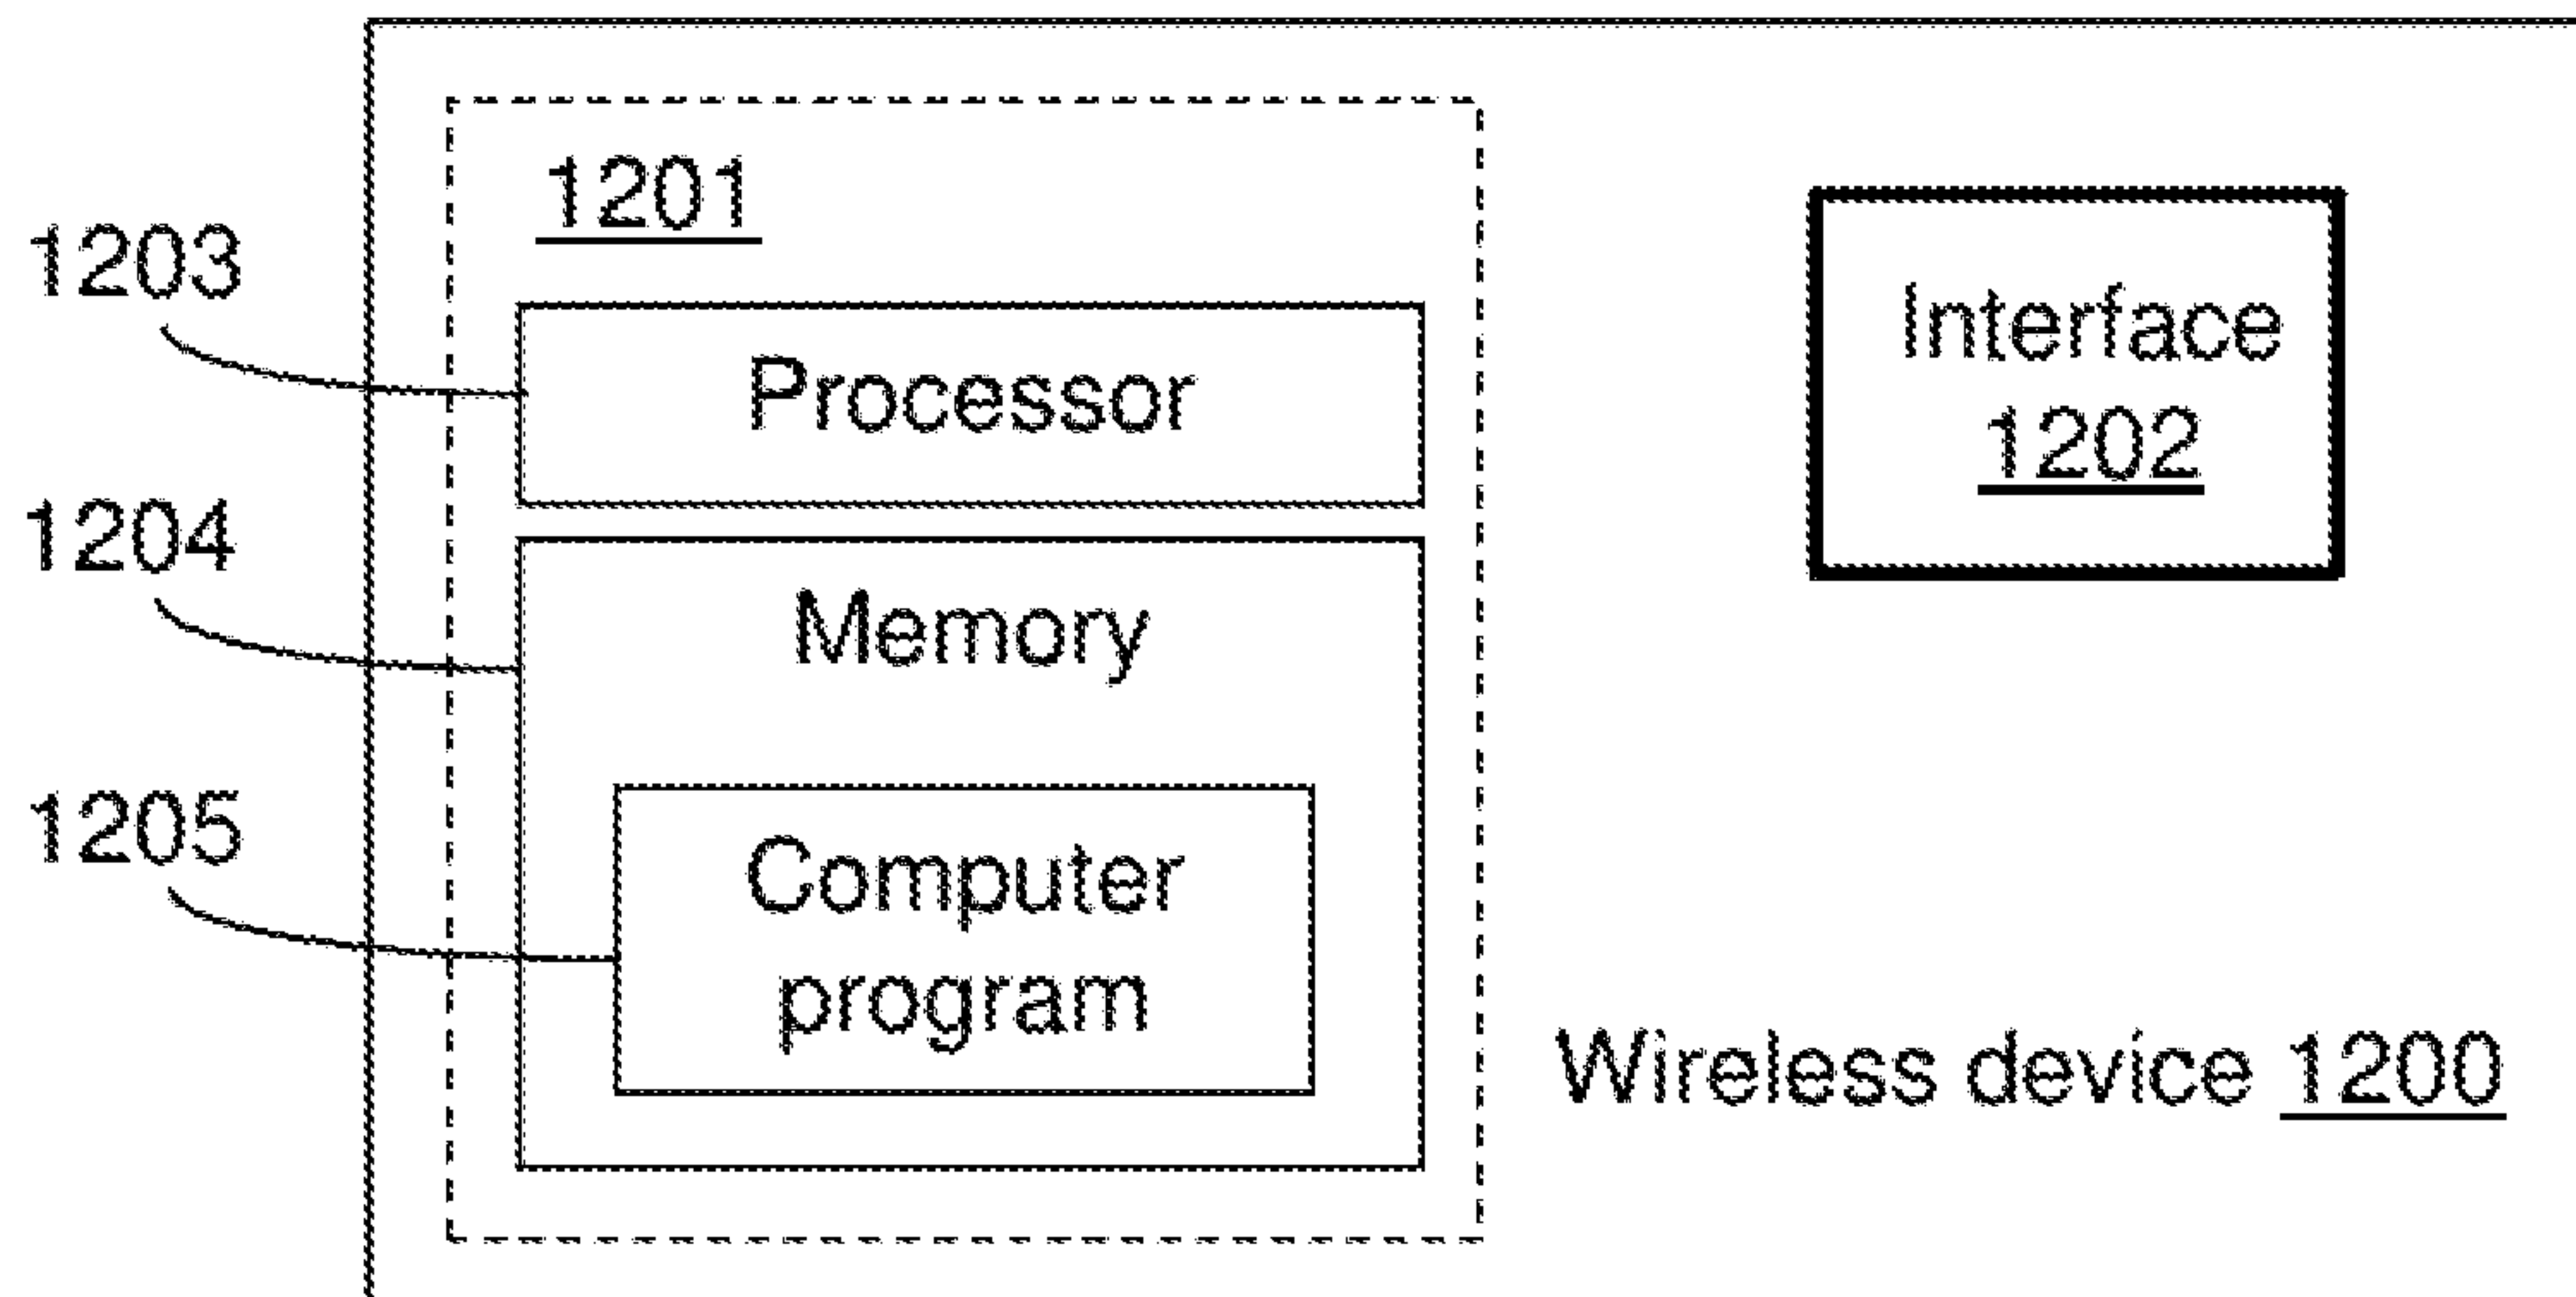 1201
1203
Processor
Interface
1202
1204
Memory
1205
Computer
program
Wireless device 1200